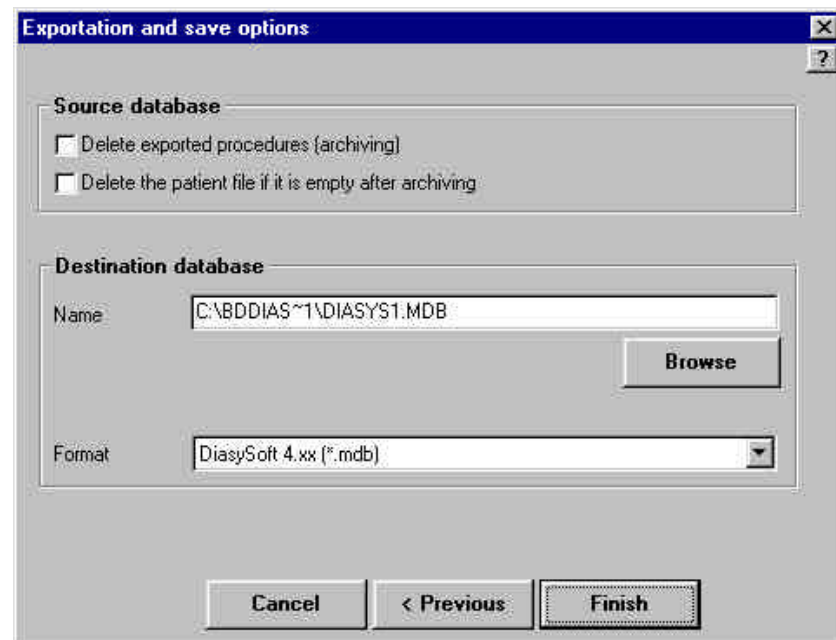 Exportation and save options
?
Source database
Delete exported procedures (archiving)
Delete the patient file if it is empty after archiving
Destination database
Name
C:\BDDIAS~1\DIASYS1.MDB
Browse
Format
DiasySoft 4.xx (*.mdb)
Cancel
< Previous
Finish